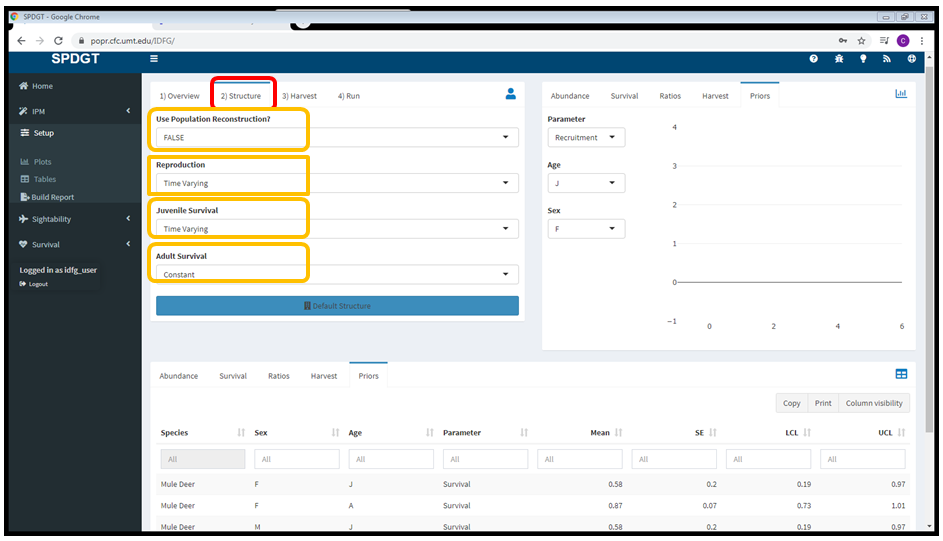 SPDGT - Google Chrome
popr.cfc.umt.edu/IDFG/
C
SPDGT
Home
IPM
Setup
Plots
Tables
Build Report
Sightability
Survival
Logged in as idfg_user
Logout
1) Overview 2) Structure 3) Harvest 4) Run
Use Population Reconstruction?
FALSE
Reproduction
Time Varying
Juvenile Survival
Time Varying
Adult Survival
Constant
Default Structure
Abundance Survival Ratios Harvest Priors
Parameter
Recruitment
Age
J
Sex
F
4
3
2
1
0
−1
0 2 4 6
Abundance Survival Ratios Harvest Priors
Copy Print Column visibility
Species Sex Age Parameter Mean SE LCL UCL
All All All All All All All All
Mule Deer F J Survival 0.58 0.2 0.19 0.97
Mule Deer F A Survival 0.87 0.07 0.73 1.01
Mule Deer M J Survival 0.58 0.2 0.19 0.97